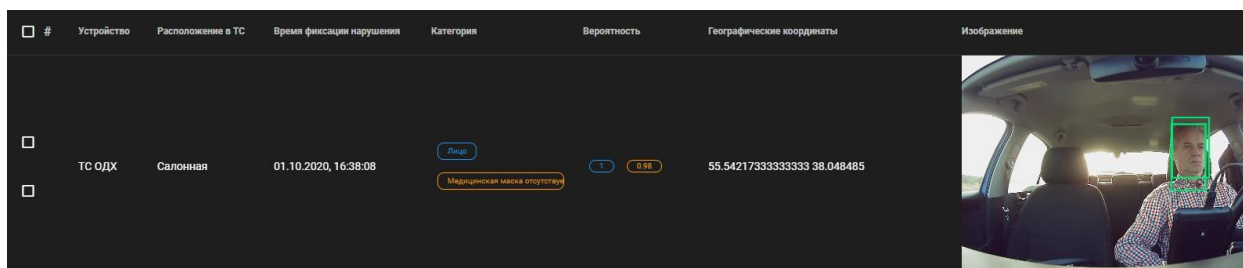 # Устройство Расположение в ТС Время фиксации нарушения Категория Вероятность Географические координаты Изображение
Лицо
ТС ОДХ Салонная 01.10.2020, 16:38:08 1 0.98 55.54217333333333 38.048485
Медицинская маска отсутствуе